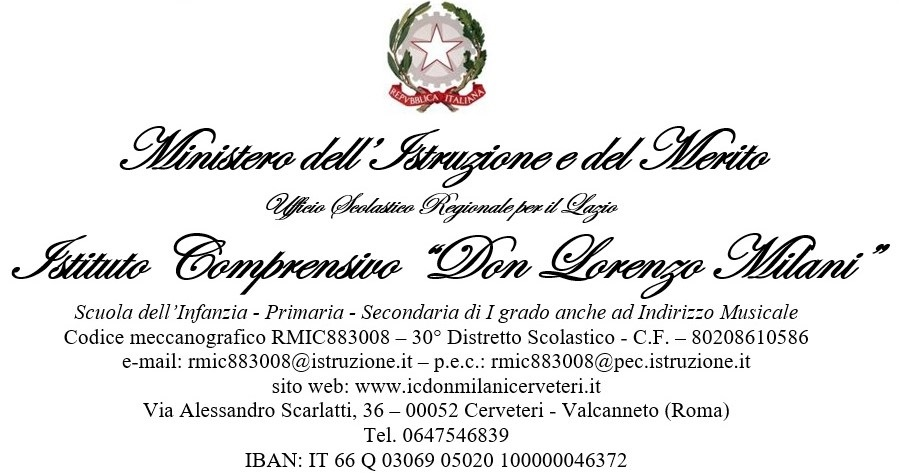 REPVBBLICA ITALIANA
Ministero dell'Istruzione e del Merito
Ufficio Scolastico Regionale per il Lazio
Istituto Comprensivo “Don Lorenzo Milani”
Scuola dell’Infanzia - Primaria - Secondaria di I grado anche ad Indirizzo Musicale
Codice meccanografico RMIC883008 – 30° Distretto Scolastico - C.F. – 80208610586
e-mail: rmic883008@istruzione.it – p.e.c.: rmic883008@pec.istruzione.it
sito web: www.icdonmilanicerveteri.it
Via Alessandro Scarlatti, 36 – 00052 Cerveteri - Valcanneto (Roma)
Tel. 0647546839
IBAN: IT 66 Q 03069 05020 100000046372